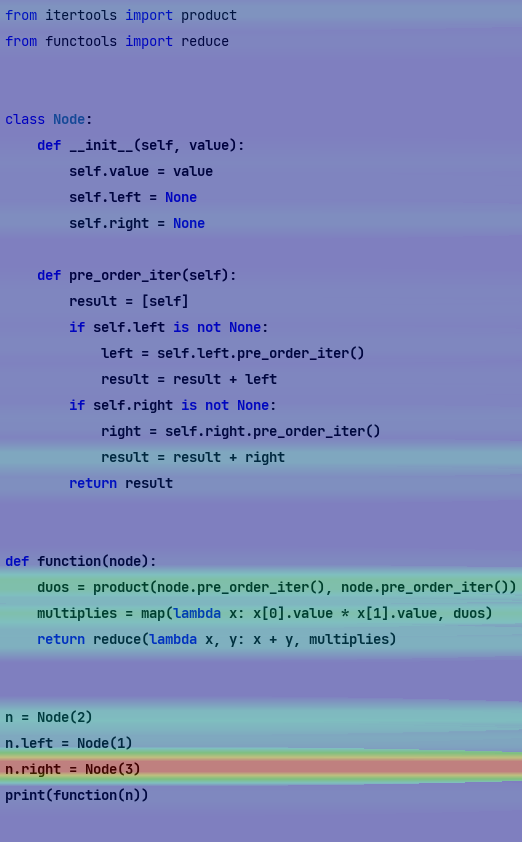 from itertools import product
from functools import reduce
class Node:
    def __init__(self, value):
        self.value = value
        self.left = None
        self.right = None
    def pre_order_iter(self):
        result = [self]
        if self.left is not None:
            left = self.left.pre_order_iter()
            result = result + left
        if self.right is not None:
            right = self.right.pre_order_iter()
            result = result + right
        return result
def function(node):
    duos = product(node.pre_order_iter(), node.pre_order_iter())
    multiplies = map(lambda x: x[0].value * x[1].value, duos)
    return reduce(lambda x, y: x + y, multiplies)
n = Node(2)
n.left = Node(1)
n.right = Node(3)
print(function(n))